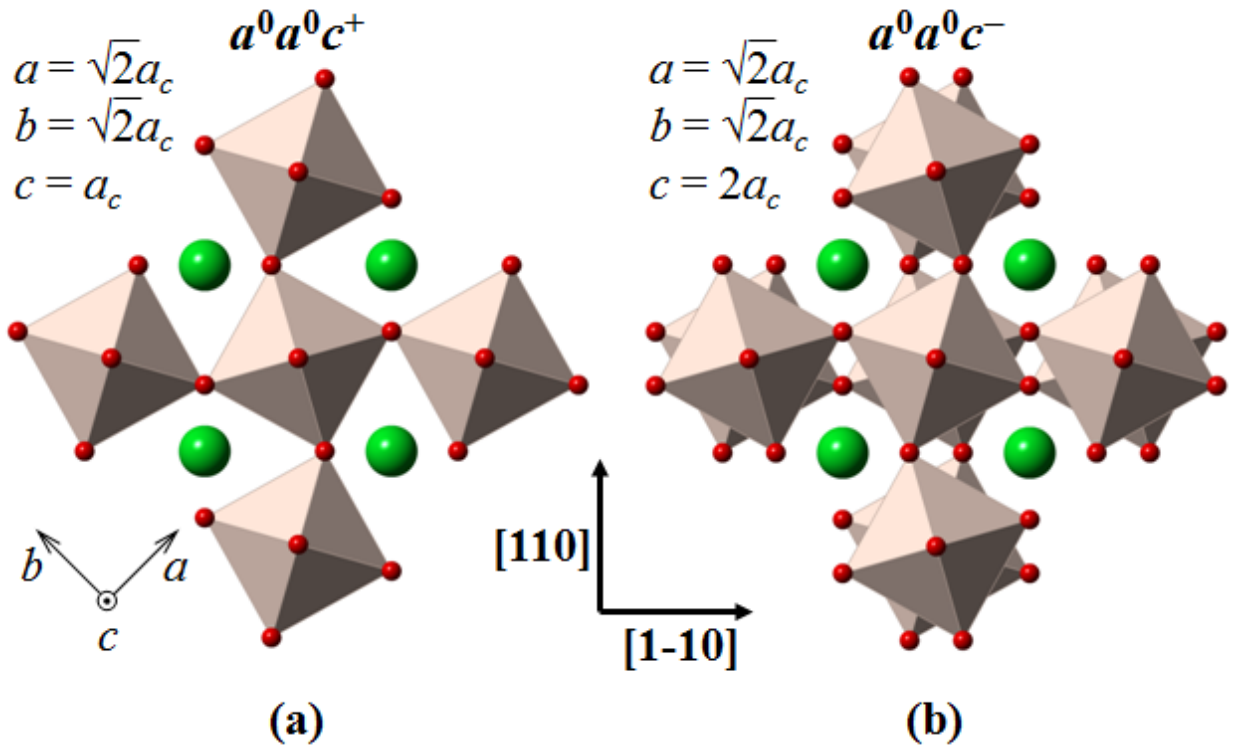 a⁰a⁰c⁺
a = √2a_c
b = √2a_c
c = a_c
b
a
c
(a)
a⁰a⁰c⁻
a = √2a_c
b = √2a_c
c = 2a_c
[110]
[1-10]
(b)